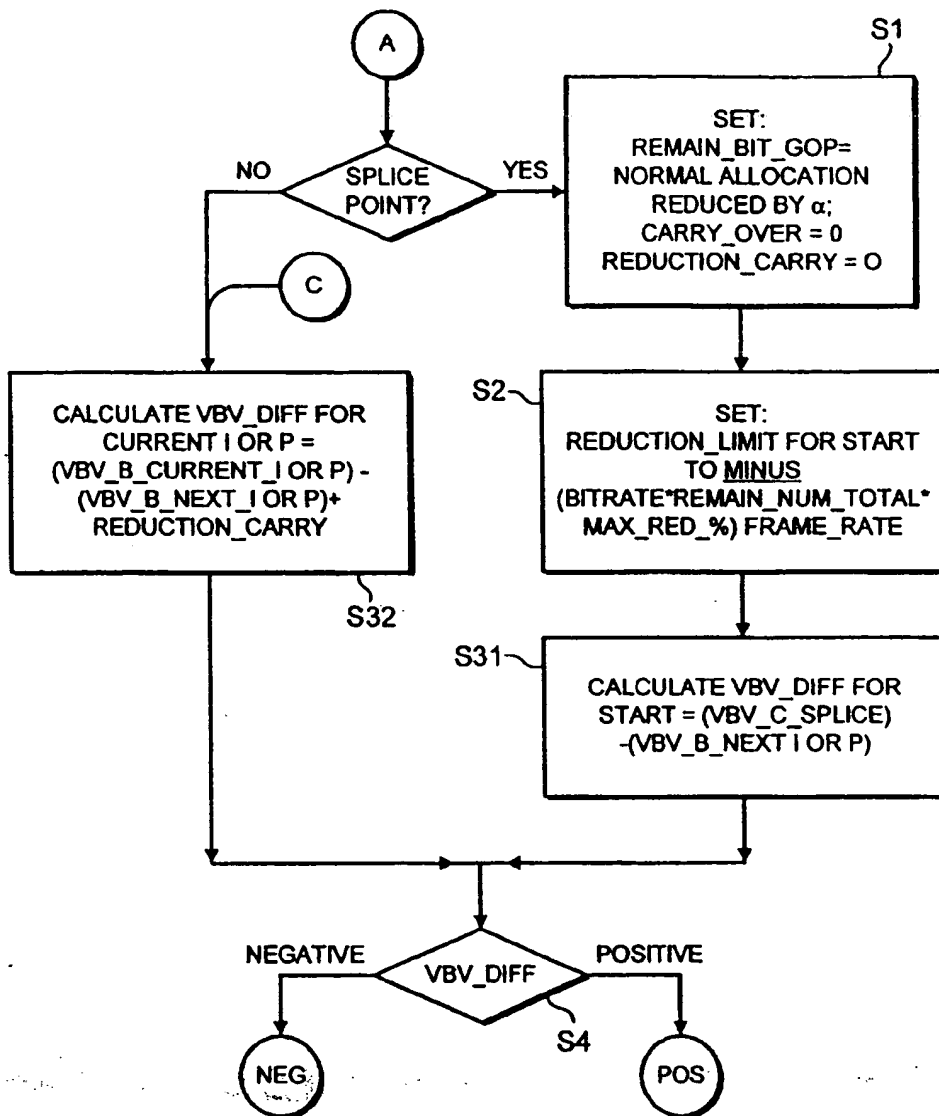 A
S1
NO
SPLICE
POINT?
YES
SET:
REMAIN_BIT_GOP=
NORMAL ALLOCATION
REDUCED BY α;
CARRY_OVER = 0
REDUCTION_CARRY = O
C
CALCULATE VBV_DIFF FOR
CURRENT I OR P =
(VBV_B_CURRENT_I OR P) -
(VBV_B_NEXT_I OR P)+
REDUCTION_CARRY
S32
S2
SET:
REDUCTION_LIMIT FOR START
TO MINUS
(BITRATE*REMAIN_NUM_TOTAL*
MAX_RED_%) FRAME_RATE
S31
CALCULATE VBV_DIFF FOR
START = (VBV_C_SPLICE)
-(VBV_B_NEXT I OR P)
NEGATIVE
VBV_DIFF
POSITIVE
S4
NEG
POS